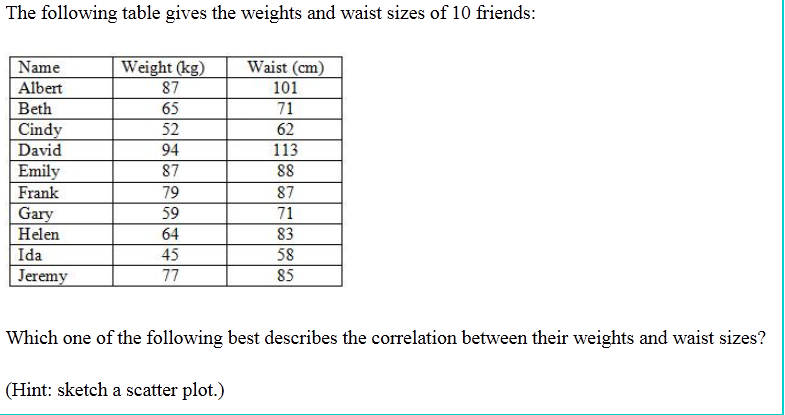 The following table gives the weights and waist sizes of 10 friends:
Name Weight (kg) Waist (cm)
Albert 87 101
Beth 65 71
Cindy 52 62
David 94 113
Emily 87 88
Frank 79 87
Gary 59 71
Helen 64 83
Ida 45 58
Jeremy 77 85
Which one of the following best describes the correlation between their weights and waist sizes?
(Hint: sketch a scatter plot.)